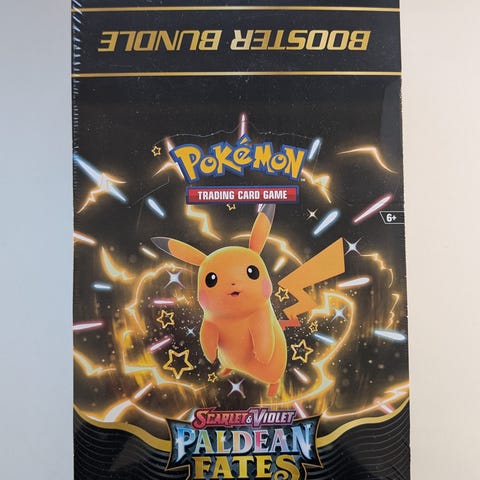 BOOSTER BUNDLE
POKéMON
TRADING CARD GAME
6+
SCARLET & VIOLET
PALDEAN
FATES